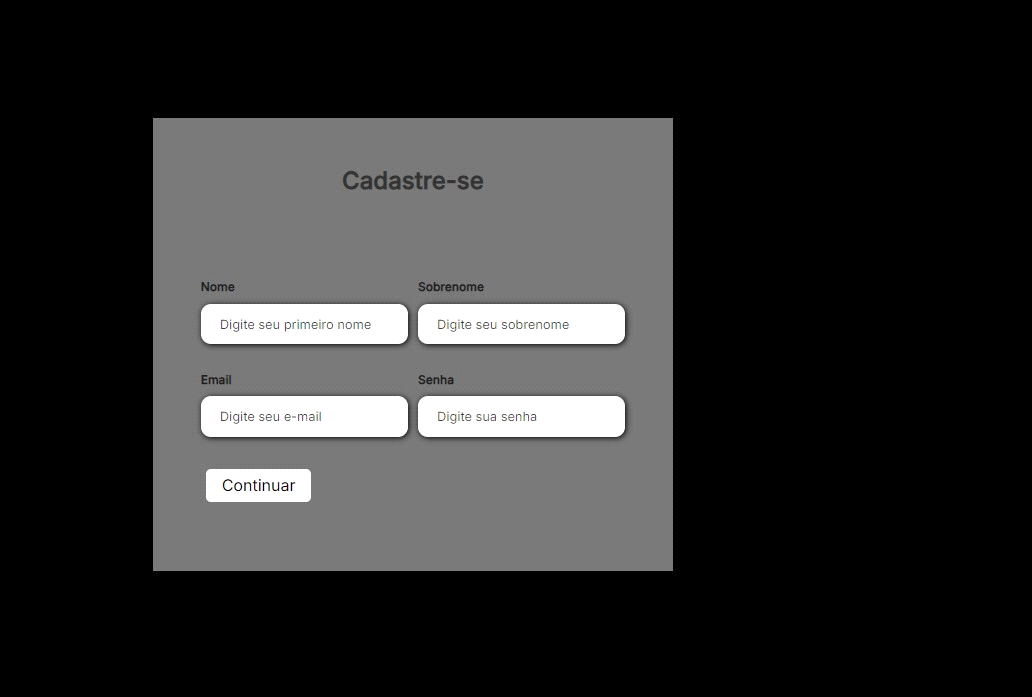 Cadastre-se
Nome Sobrenome
Digite seu primeiro nome Digite seu sobrenome
Email Senha
Digite seu e-mail Digite sua senha
Continuar